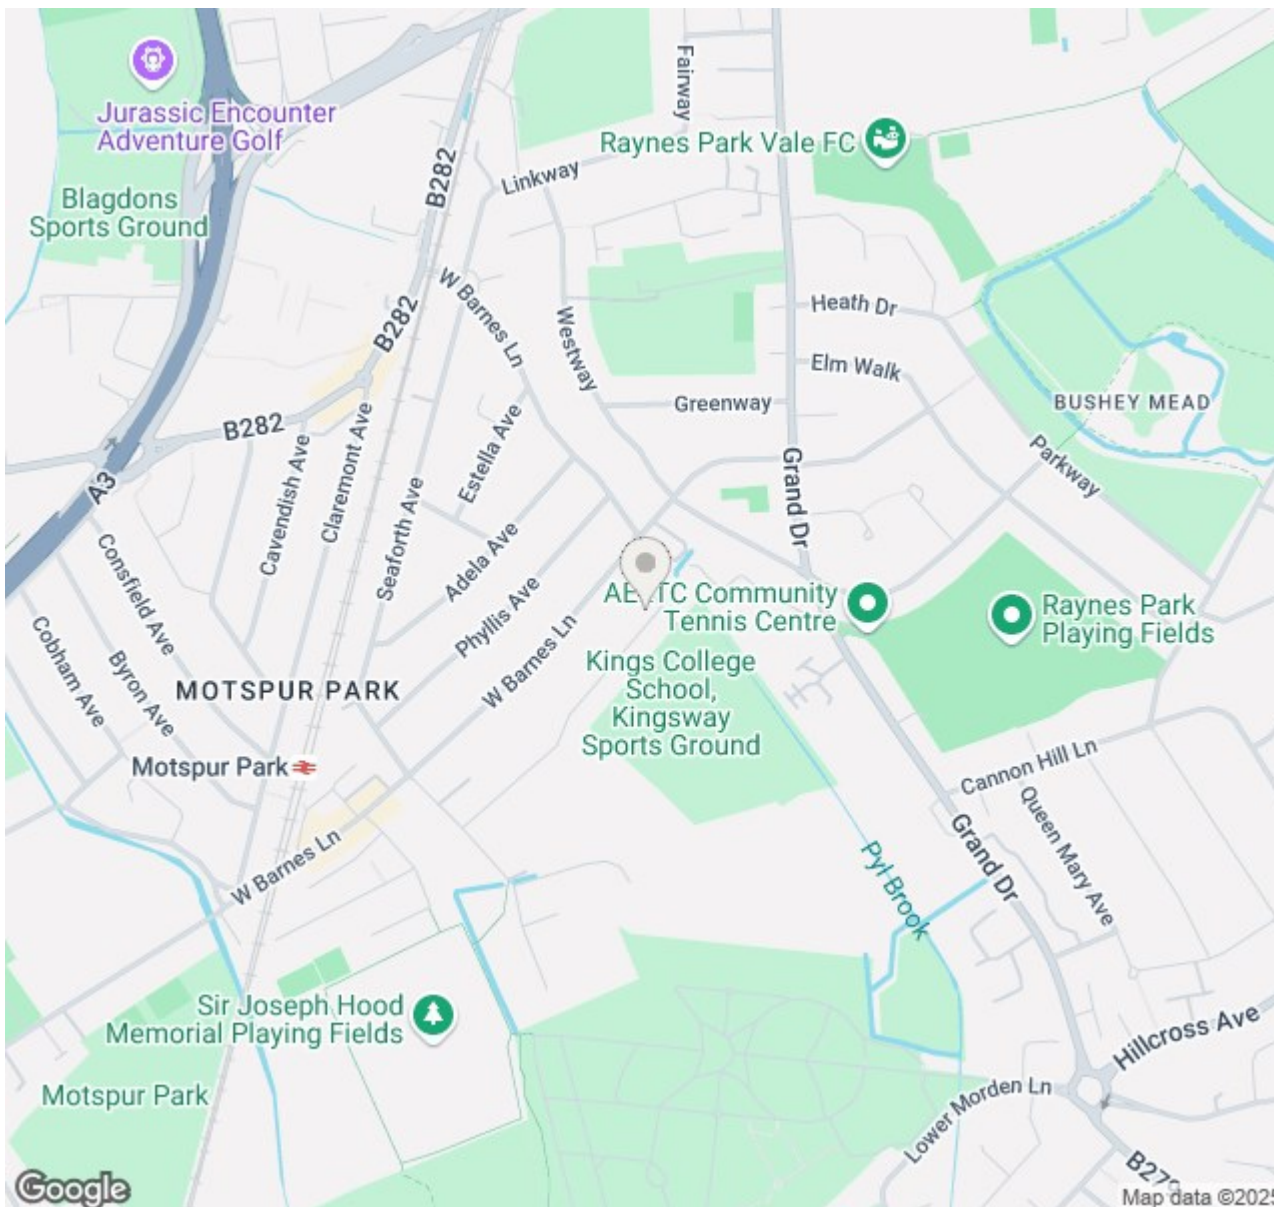 Jurassic Encounter
Adventure Golf
Blagdons
Sports Ground
B282
Fairway
Linkway
Raynes Park Vale FC
W Barnes Ln
B282
Westway
Heath Dr
Elm Walk
Greenway
BUSHEY MEAD
B282
A3
Cavendish Ave
Claremont Ave
Seaforth Ave
Estella Ave
Adela Ave
Phyllis Ave
Grand Dr
Parkway
Consfield Ave
Cobham Ave
Byron Ave
MOTSPUR PARK
W Barnes Ln
Community
Tennis Centre
Raynes Park
Playing Fields
Kings College
School,
Kingsway
Sports Ground
Motspur Park
Cannon Hill Ln
Queen Mary Ave
Grand Dr
W Barnes Ln
Pyl Brook
Sir Joseph Hood
Memorial Playing Fields
Motspur Park
Hillcross Ave
Lower Morden Ln
Google
Map data ©2025